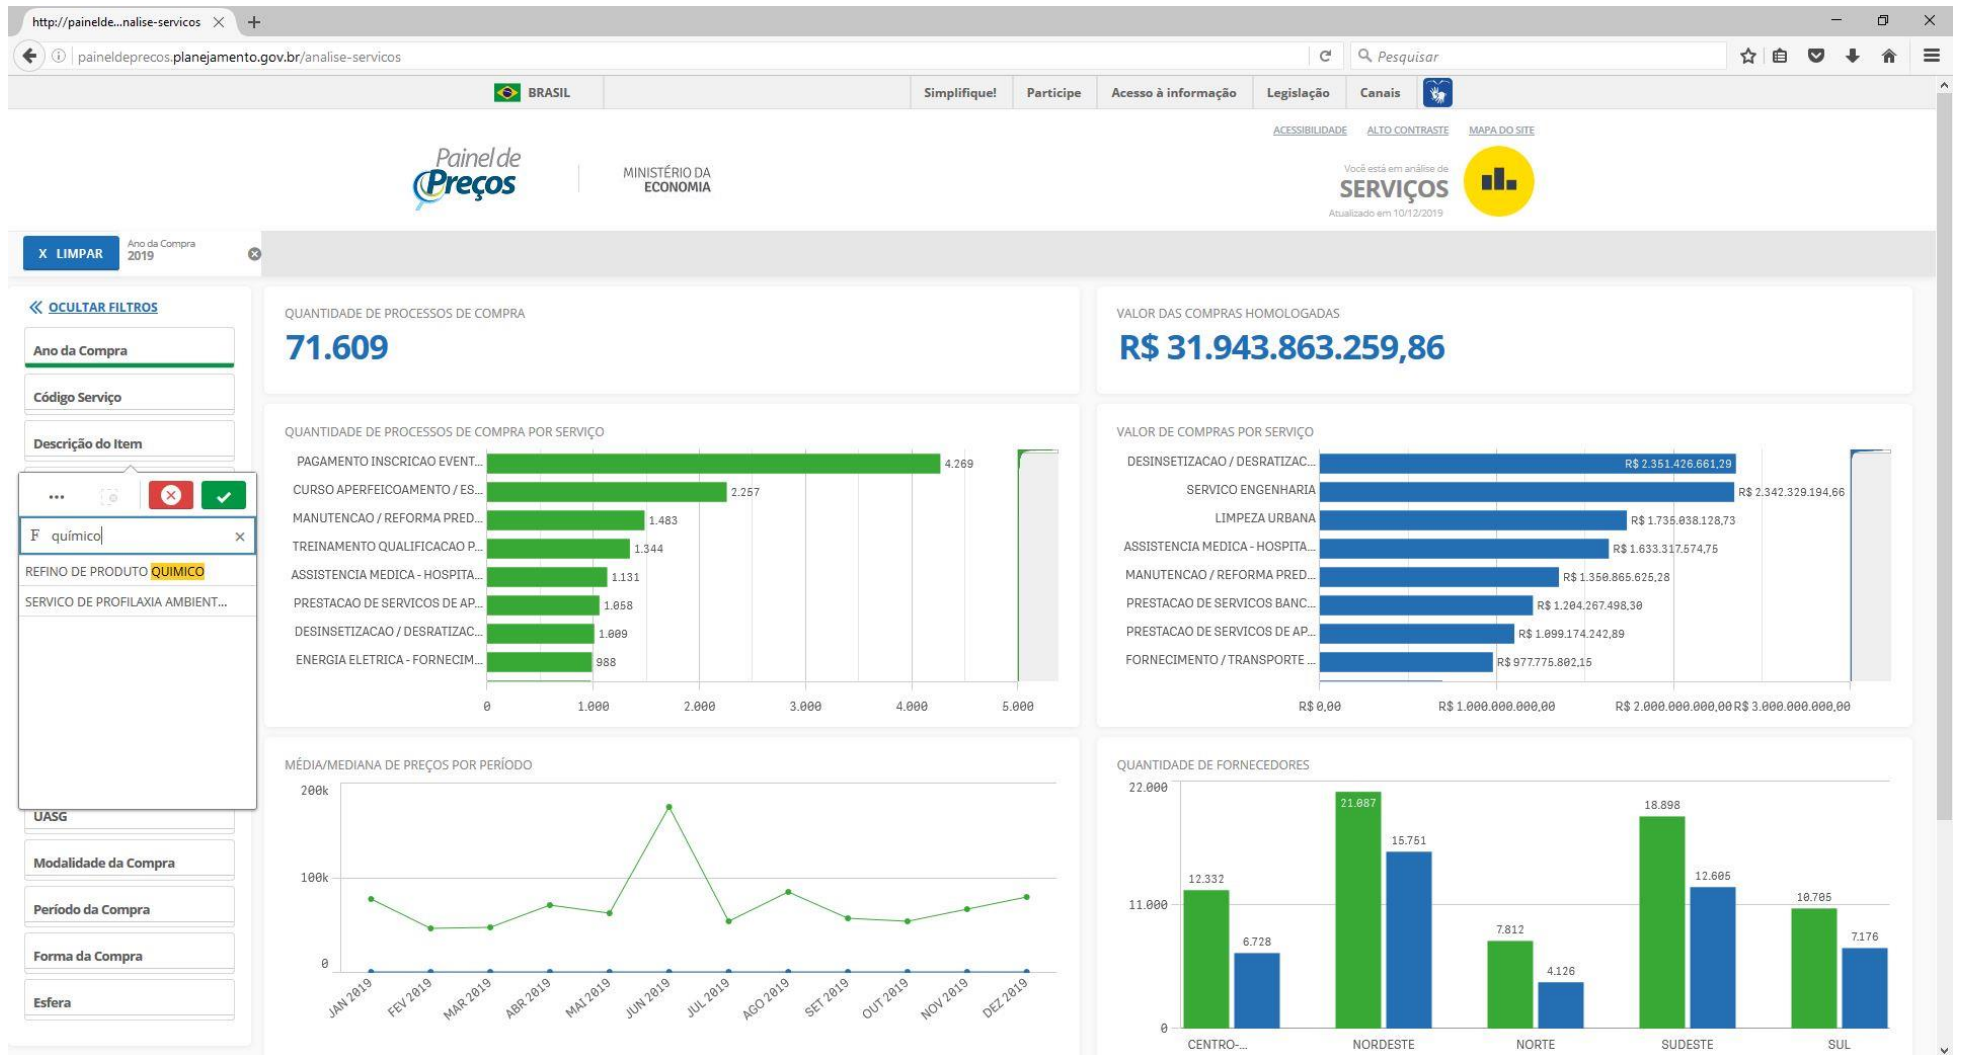 http://painelde...nalise-servicos
paineldeprecos.planejamento.gov.br/analise-servicos
Pesquisar
BRASIL
Simplifique!
Participe
Acesso à informação
Legislação
Canais
ACESSIBILIDADE
ALTO CONTRASTE
MAPA DO SITE
Painel de
Preços
MINISTÉRIO DA
ECONOMIA
Você está em análise de
SERVIÇOS
Atualizado em 10/12/2019
X LIMPAR
Ano da Compra
2019
OCULTAR FILTROS
Ano da Compra
Código Serviço
Descrição do Item
F químico
REFINO DE PRODUTO QUIMICO
SERVICO DE PROFILAXIA AMBIENT...
UASG
Modalidade da Compra
Período da Compra
Forma da Compra
Esfera
QUANTIDADE DE PROCESSOS DE COMPRA
71.609
VALOR DAS COMPRAS HOMOLOGADAS
R$ 31.943.863.259,86
QUANTIDADE DE PROCESSOS DE COMPRA POR SERVIÇO
PAGAMENTO INSCRICAO EVENT... 4.269
CURSO APERFEICOAMENTO / ES... 2.257
MANUTENCAO / REFORMA PRED... 1.483
TREINAMENTO QUALIFICACAO P... 1.344
ASSISTENCIA MEDICA - HOSPITA... 1.131
PRESTACAO DE SERVICOS DE AP... 1.058
DESINSETIZACAO / DESRATIZAC... 1.009
ENERGIA ELETRICA - FORNECIM... 988
0 1.000 2.000 3.000 4.000 5.000
VALOR DE COMPRAS POR SERVIÇO
DESINSETIZACAO / DESRATIZAC... R$ 2.351.426.661,29
SERVICO ENGENHARIA R$ 2.342.329.194,66
LIMPEZA URBANA R$ 1.735.038.128,73
ASSISTENCIA MEDICA - HOSPITA... R$ 1.633.317.574,75
MANUTENCAO / REFORMA PRED... R$ 1.350.865.625,28
PRESTACAO DE SERVICOS BANC... R$ 1.204.267.498,30
PRESTACAO DE SERVICOS DE AP... R$ 1.099.174.242,89
FORNECIMENTO / TRANSPORTE ... R$ 977.775.802,15
R$ 0,00 R$ 1.000.000.000,00 R$ 2.000.000.000,00 R$ 3.000.000.000,00
MÉDIA/MEDIANA DE PREÇOS POR PERÍODO
200k
100k
0
JAN 2019 FEV 2019 MAR 2019 ABR 2019 MAI 2019 JUN 2019 JUL 2019 AGO 2019 SET 2019 OUT 2019 NOV 2019 DEZ 2019
QUANTIDADE DE FORNECEDORES
22.000
11.000
0
12.332 6.728
21.087 15.751
7.812 4.126
18.898 12.605
10.705 7.176
CENTRO-... NORDESTE NORTE SUDESTE SUL